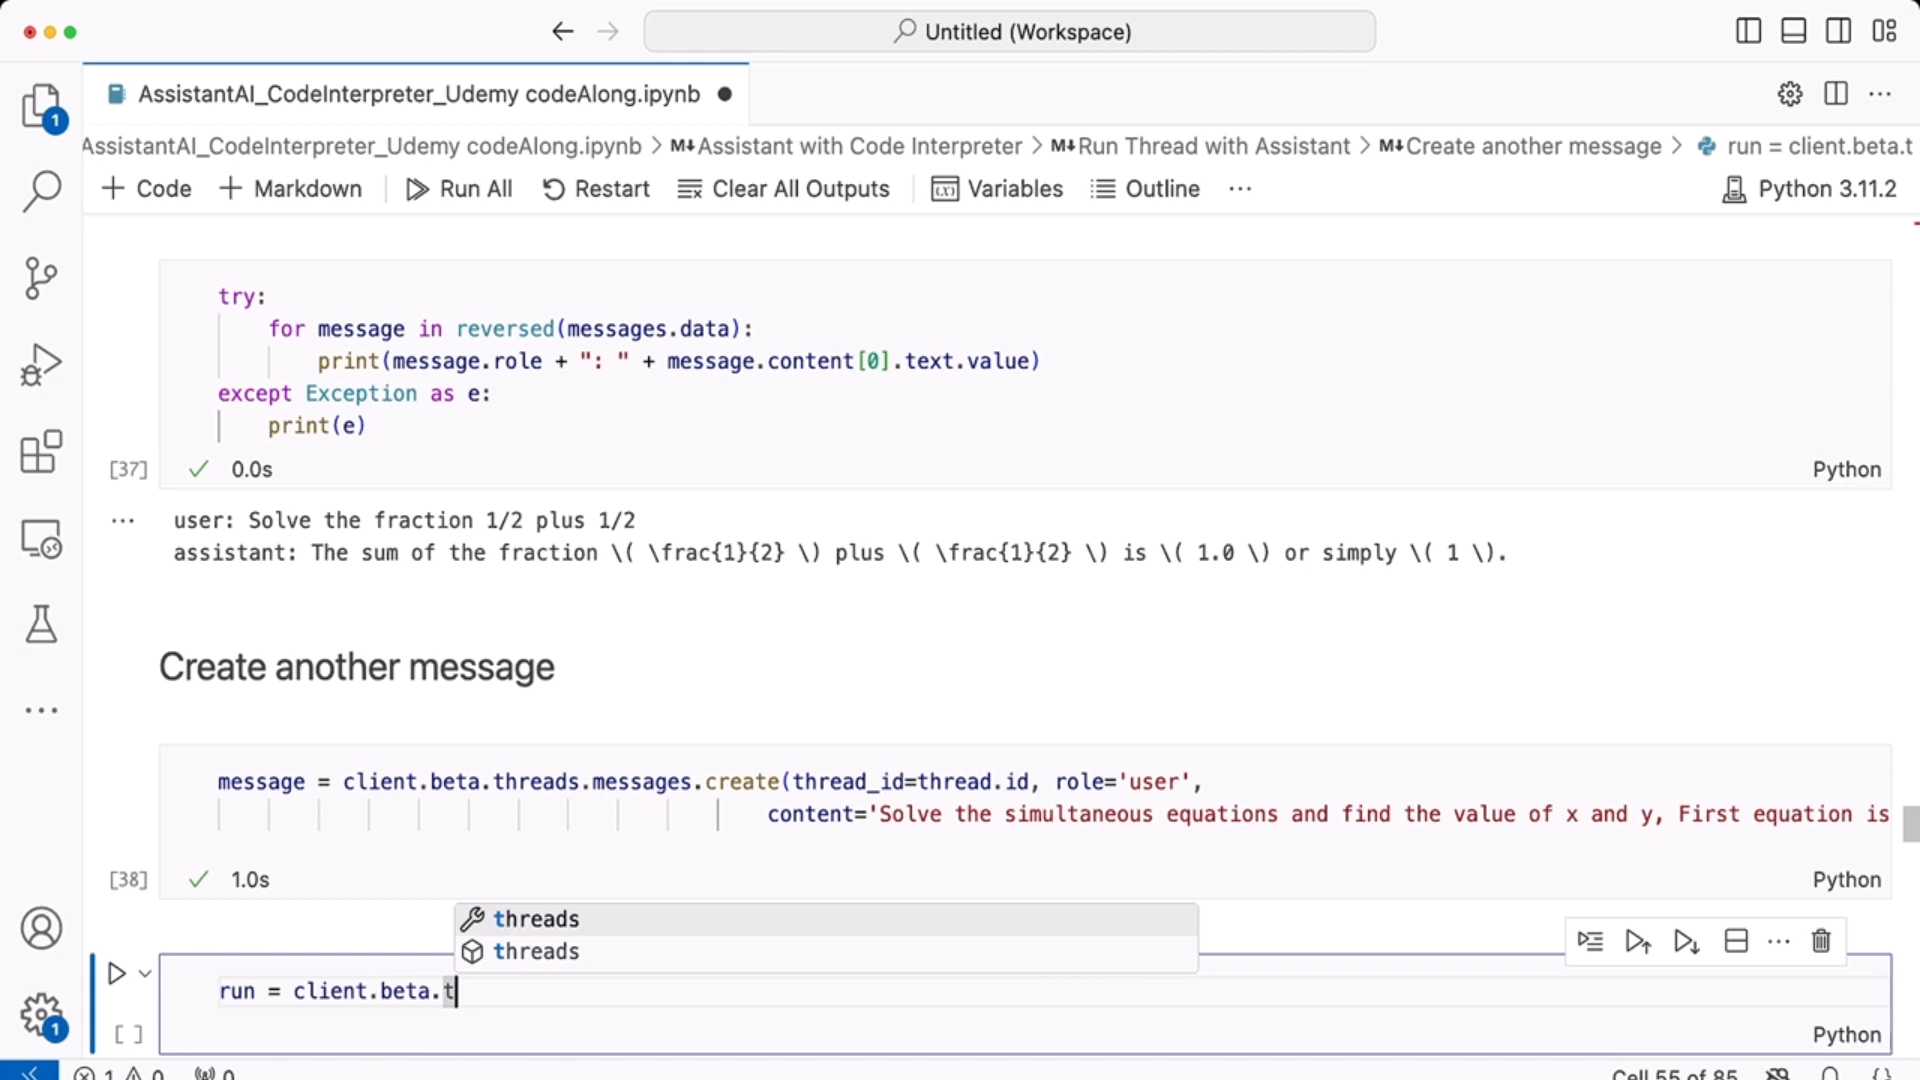 Untitled (Workspace)
AssistantAI_CodeInterpreter_Udemy codeAlong.ipynb
AssistantAI_CodeInterpreter_Udemy codeAlong.ipynb > M↓Assistant with Code Interpreter > M↓Run Thread with Assistant > M↓Create another message > run = client.beta.t
+ Code + Markdown Run All Restart Clear All Outputs Variables Outline ··· Python 3.11.2
try:
for message in reversed(messages.data):
print(message.role + ": " + message.content[0].text.value)
except Exception as e:
print(e)
[37] ✓ 0.0s Python
··· user: Solve the fraction 1/2 plus 1/2
assistant: The sum of the fraction \( \frac{1}{2} \) plus \( \frac{1}{2} \) is \( 1.0 \) or simply \( 1 \).
Create another message
message = client.beta.threads.messages.create(thread_id=thread.id, role='user',
content='Solve the simultaneous equations and find the value of x and y, First equation is
[38] ✓ 1.0s Python
threads
threads
run = client.beta.t
[ ] Python
1
1
1 0 0 Cell 55 of 85